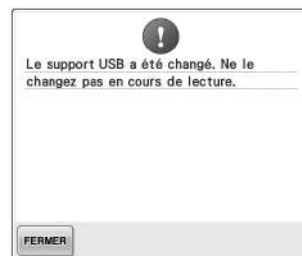 Le support USB a été changé. Ne le
changez pas en cours de lecture.
FERMER